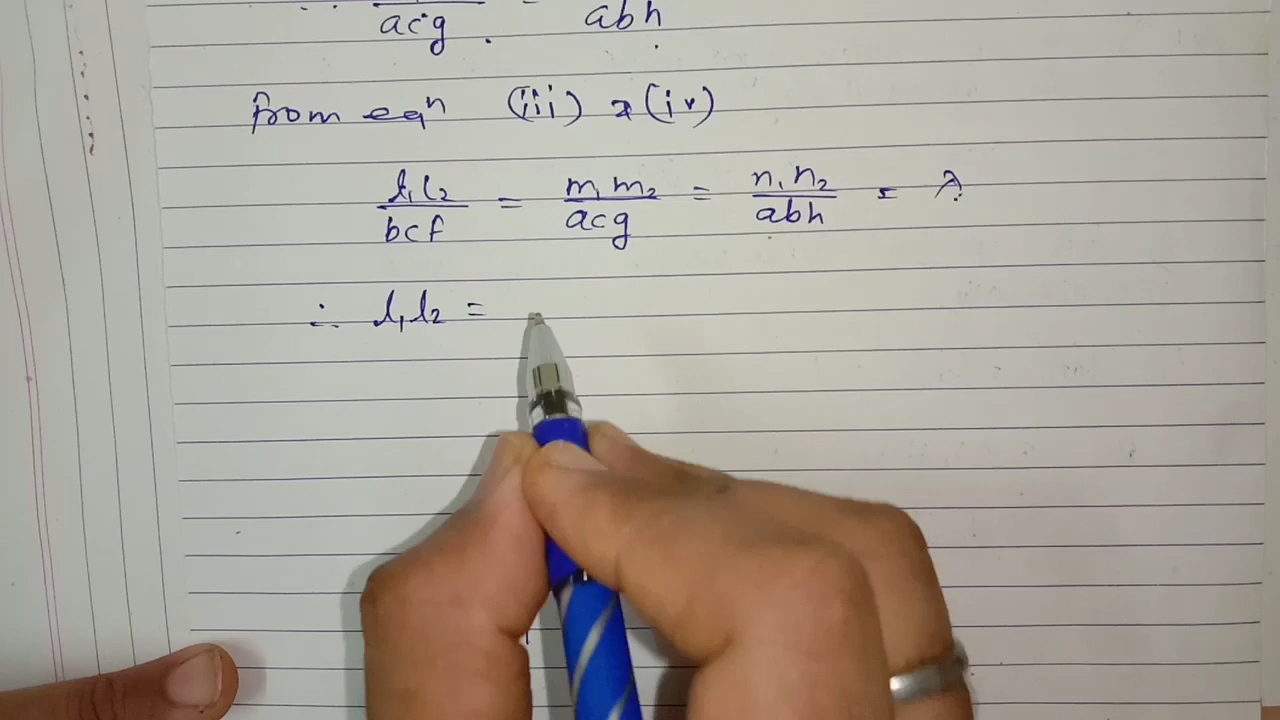 ∴ / acg = / abh
from eqn (iii) & (iv)
l₁l₂/bcf = m₁m₂/acg = n₁n₂/abh = λ
∴ l₁l₂ =